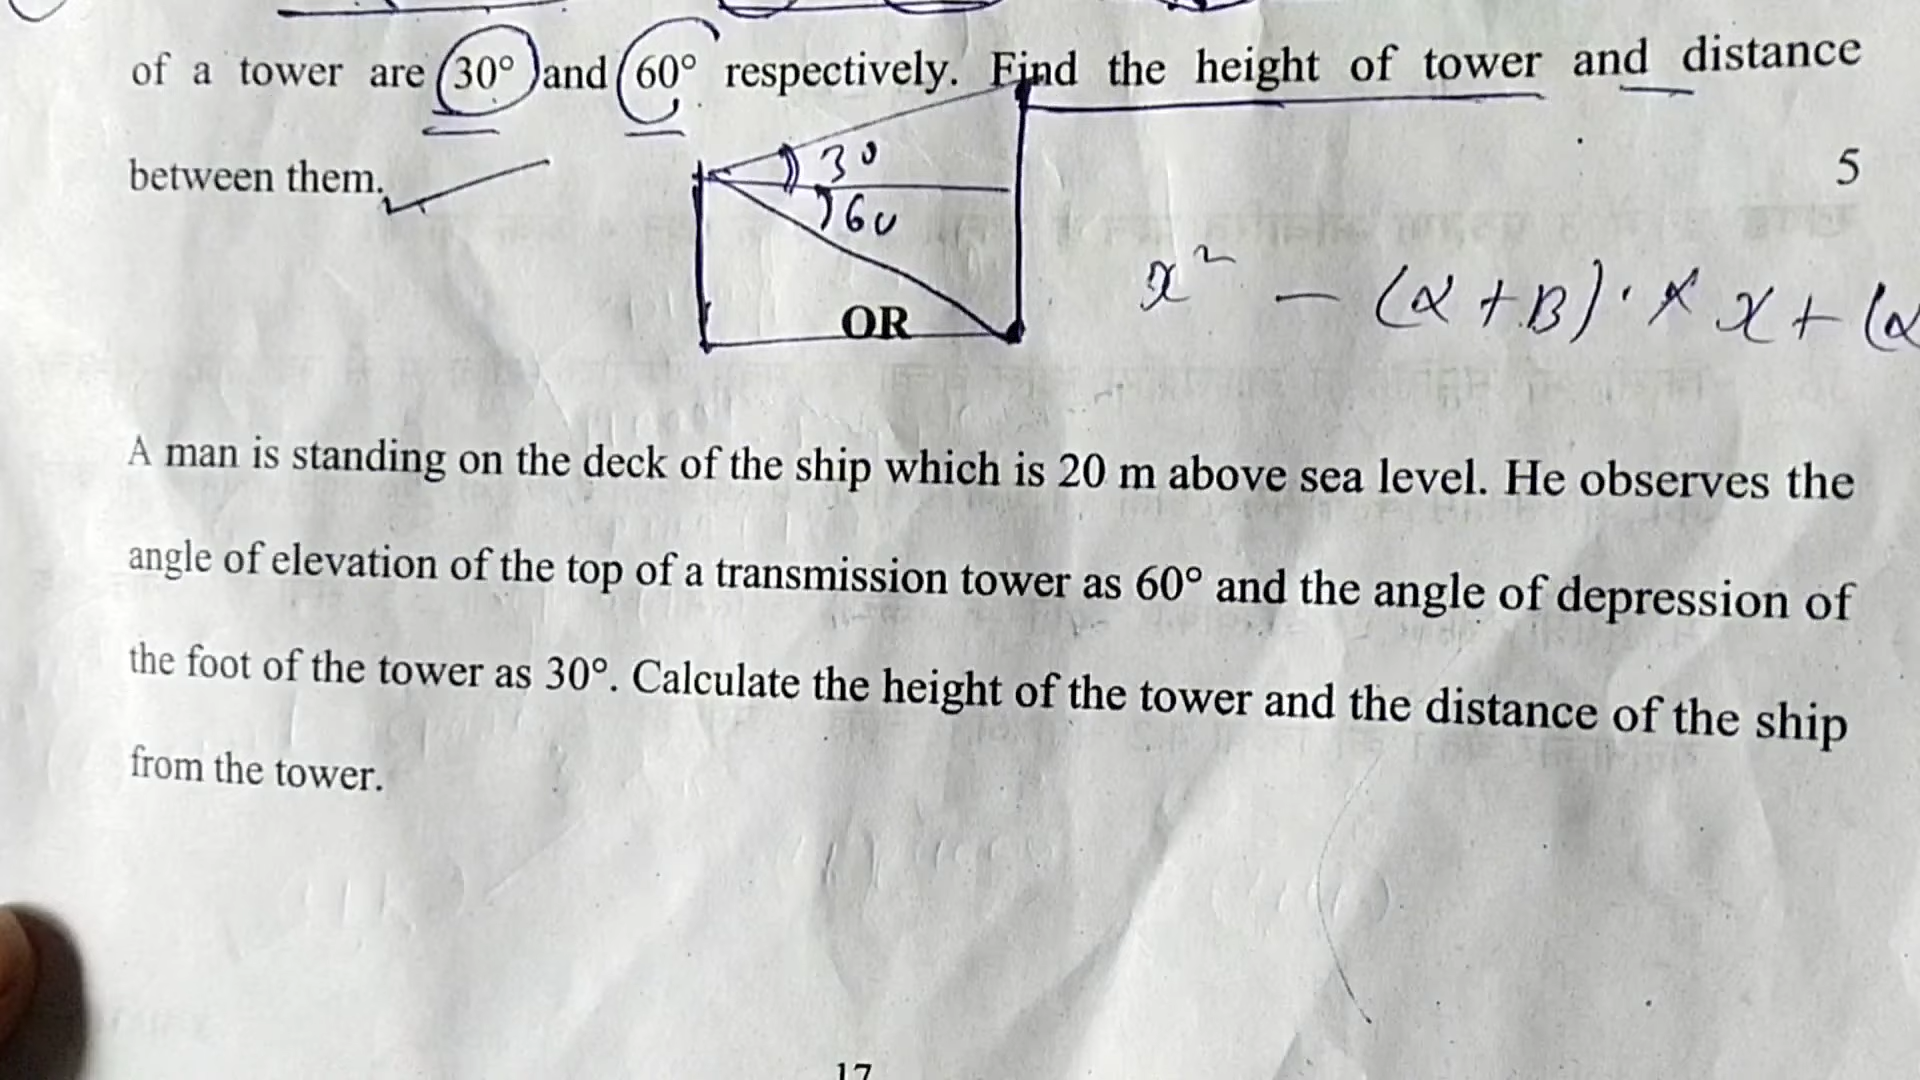 of a tower are 30° and 60° respectively. Find the height of tower and distance
between them.
5
30
60
x² - (α + B) · x x + (α
OR
A man is standing on the deck of the ship which is 20 m above sea level. He observes the
angle of elevation of the top of a transmission tower as 60° and the angle of depression of
the foot of the tower as 30°. Calculate the height of the tower and the distance of the ship
from the tower.
17